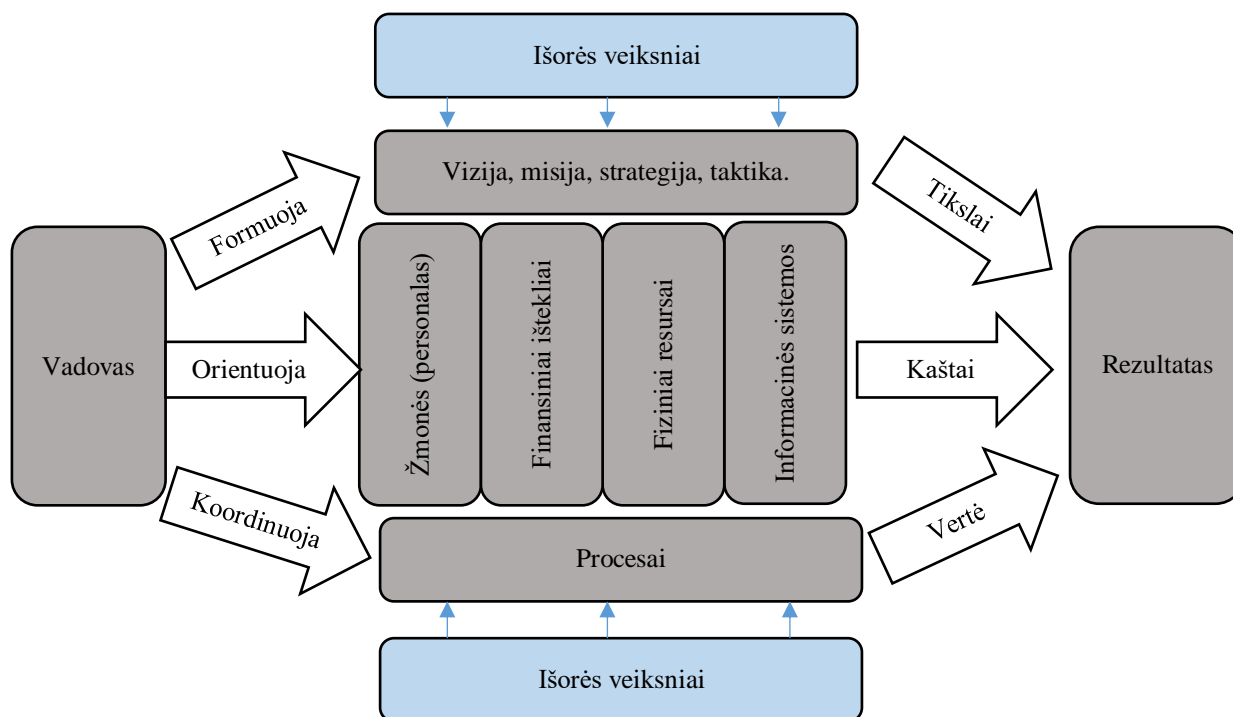 Išorės veiksniai
Vizija, misija, strategija, taktika.
Formuoja
Tikslai
Vadovas
Orientuoja
Žmonės (personalas)
Finansiniai ištekliai
Fiziniai resursai
Informacinės sistemos
Kaštai
Rezultatas
Koordinuoja
Vertė
Procesai
Išorės veiksniai